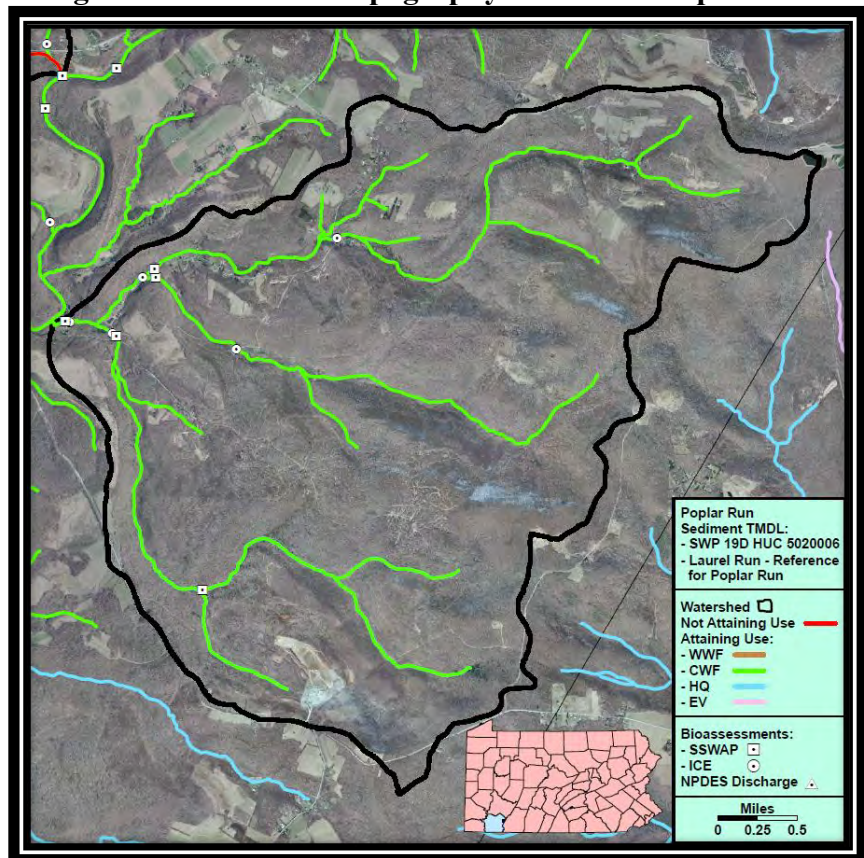 Poplar Run
Sediment TMDL:
- SWP 19D HUC 5020006
- Laurel Run - Reference
for Poplar Run
Watershed
Not Attaining Use
Attaining Use:
- WWF
- CWF
- HQ
- EV
Bioassessments:
- SSWAP
- ICE
NPDES Discharge
Miles
0 0.25 0.5